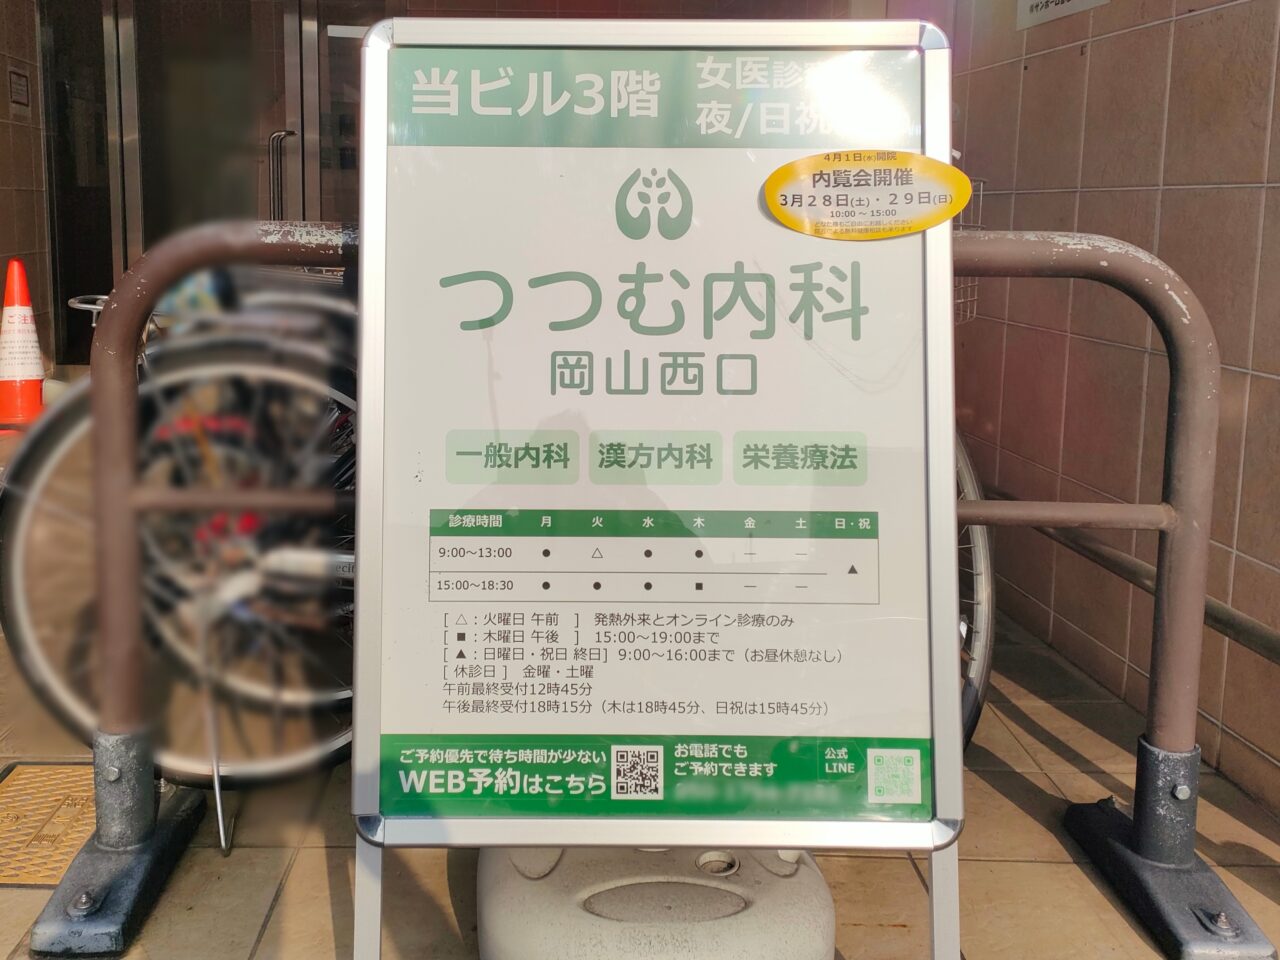 当ビル3階
女医診
夜/日祝
4月1日(水)開院
内覧会開催
3月28日(土)・29日(日)
10:00～15:00
つつむ内科
岡山西口
一般内科 漢方内科 栄養療法
診療時間 月 火 水 木 金 土 日・祝
9:00～13:00 ● △ ● ● ― ― ▲
15:00～18:30 ● ● ● ■ ― ―
[ △：火曜日 午前 ] 発熱外来とオンライン診療のみ
[ ■：木曜日 午後 ] 15:00～19:00まで
[ ▲：日曜日・祝日 終日] 9:00～16:00まで（お昼休憩なし）
[ 休診日 ] 金曜・土曜
午前最終受付12時45分
午後最終受付18時15分（木は18時45分、日祝は15時45分）
ご予約優先で待ち時間が少ない
WEB予約はこちら
お電話でも
ご予約できます
公式
LINE
ご注意